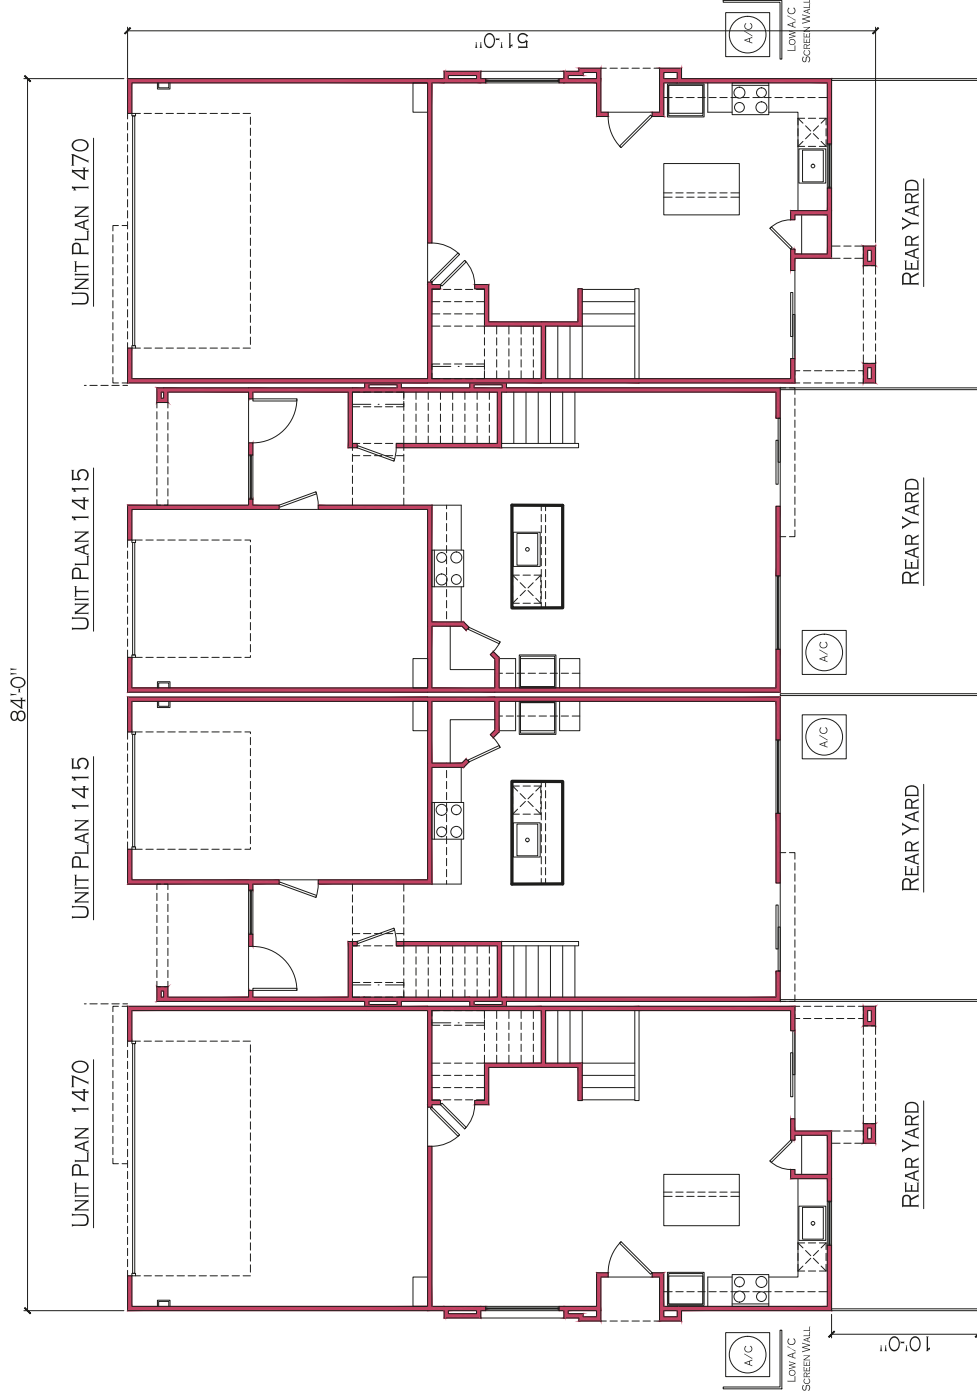 84'-0"
51'-0"
UNIT PLAN 1470
UNIT PLAN 1415
UNIT PLAN 1415
UNIT PLAN 1470
A/C
LOW A/C
SCREEN WALL
A/C
A/C
A/C
LOW A/C
SCREEN WALL
REAR YARD
REAR YARD
REAR YARD
REAR YARD
10'-0"